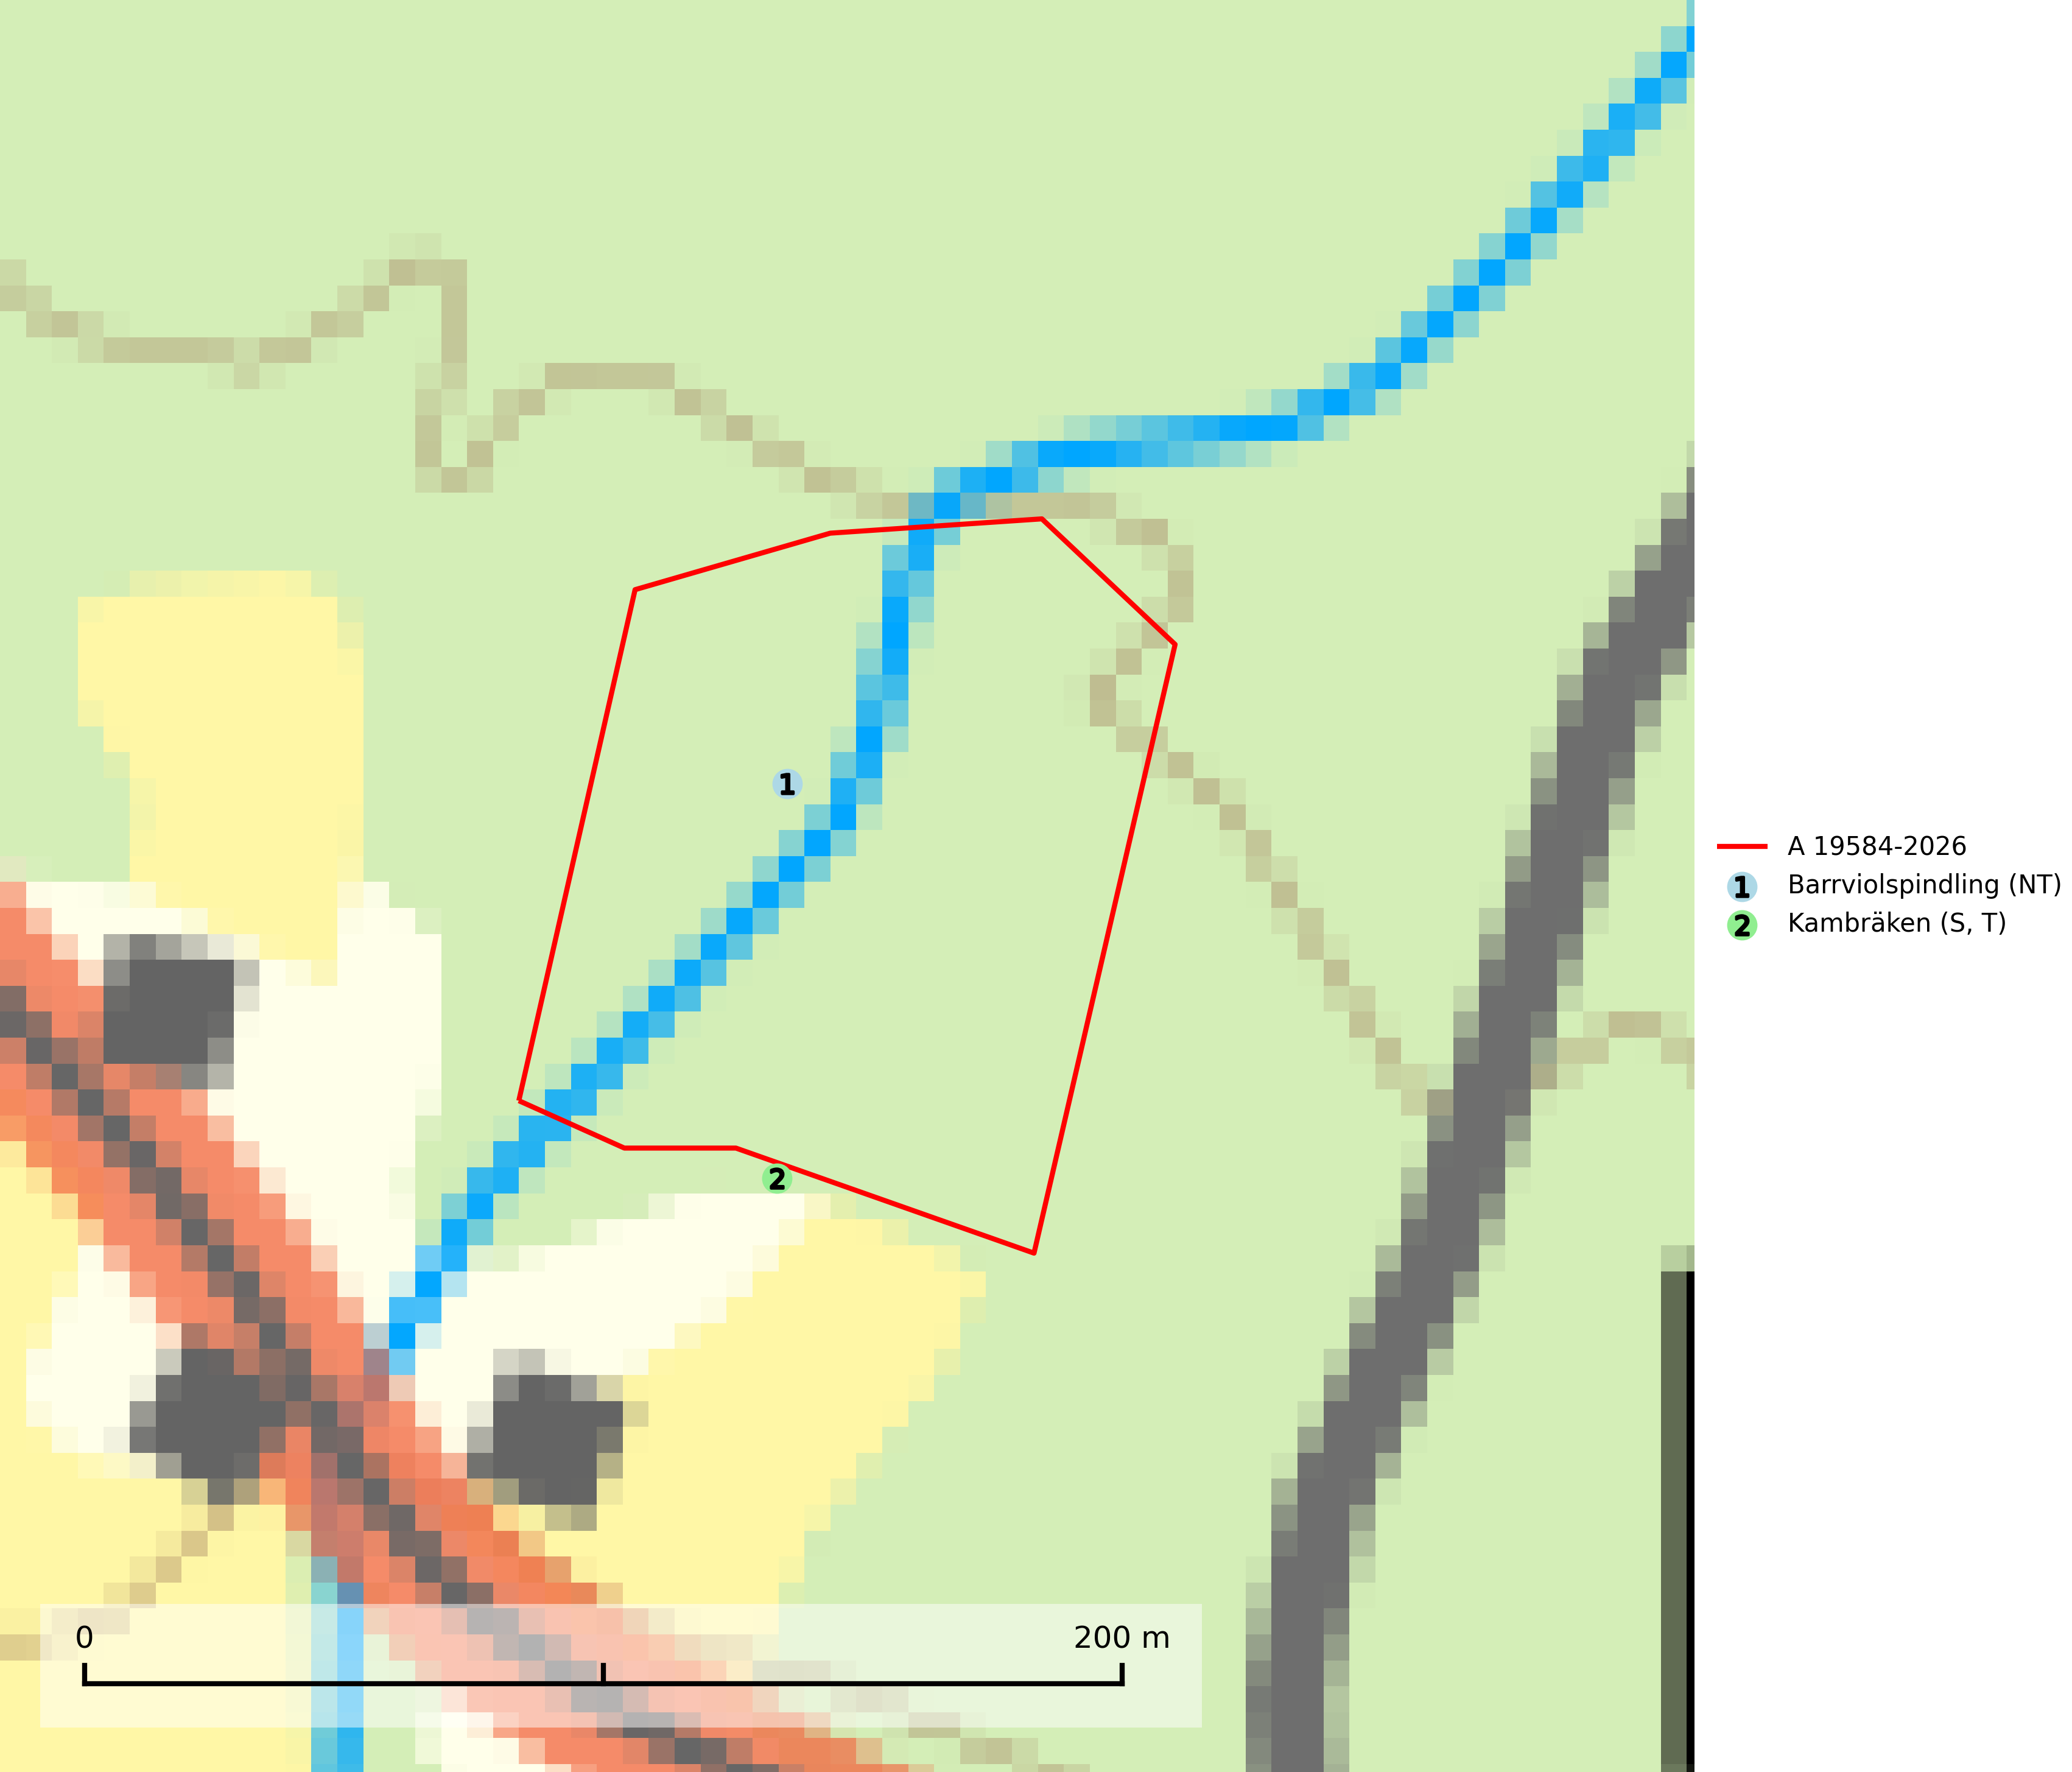 1
2
A 19584-2026
1 Barrviolspindling (NT)
2 Kambräken (S, T)
0 200 m